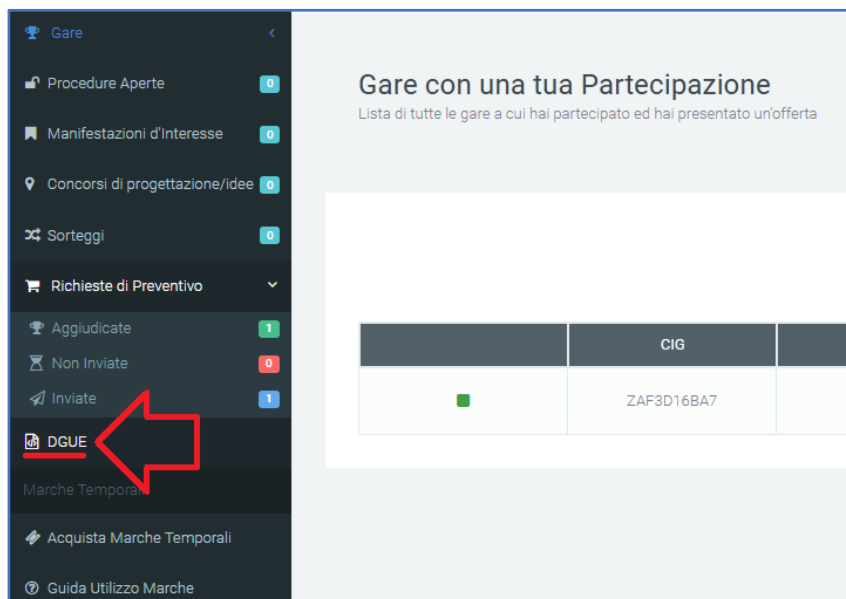 Gare
Procedure Aperte 0
Manifestazioni d'Interesse 0
Concorsi di progettazione/idee 0
Sorteggi 0
Richieste di Preventivo
Aggiudicate 1
Non Inviate 0
Inviate 1
DGUE
Marche Temporali
Acquista Marche Temporali
Guida Utilizzo Marche
Gare con una tua Partecipazione
Lista di tutte le gare a cui hai partecipato ed hai presentato un'offerta
CIG
ZAF3D16BA7